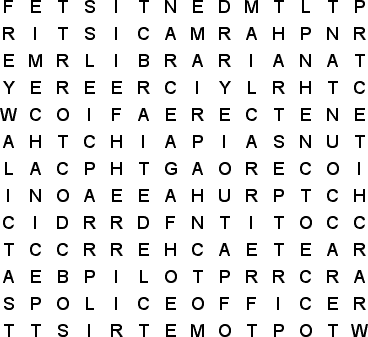 F E T S I T N E D M T L T P
R I T S I C A M R A H P N R
E M R L I B R A R I A N A T
Y E R E E R C I Y L R H T C
W C O I F A E R E C T E N E
A H T C H I A P I A S N U T
L A C P H T G A O R E C O I
I N O A E E A H U R P T C H
C I D R R D F N T I T O C C
T C C R R E H C A E T E A R
A E B P I L O T P R R C R A
S P O L I C E O F F I C E R
T T S I R T E M O T P O T W